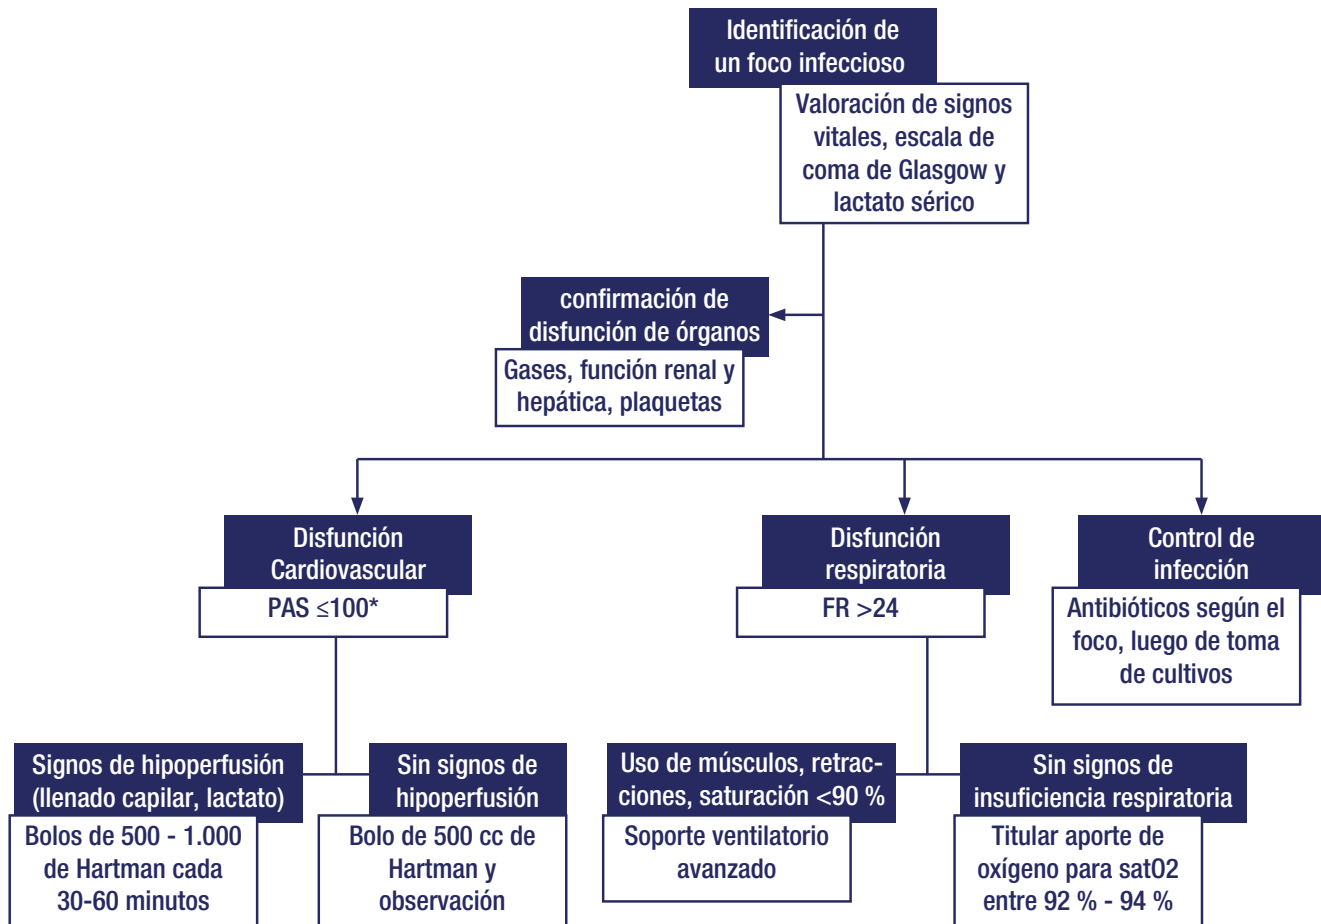 Identificación de
un foco infeccioso
Valoración de signos
vitales, escala de
coma de Glasgow y
lactato sérico
confirmación de
disfunción de órganos
Gases, función renal y
hepática, plaquetas
Disfunción
Cardiovascular
PAS ≤100*
Disfunción
respiratoria
FR >24
Control de
infección
Antibióticos según el
foco, luego de toma
de cultivos
Signos de hipoperfusión
(llenado capilar, lactato)
Bolos de 500 - 1.000
de Hartman cada
30-60 minutos
Sin signos de
hipoperfusión
Bolo de 500 cc de
Hartman y
observación
Uso de músculos, retrac-
ciones, saturación <90 %
Soporte ventilatorio
avanzado
Sin signos de
insuficiencia respiratoria
Titular aporte de
oxígeno para satO2
entre 92 % - 94 %